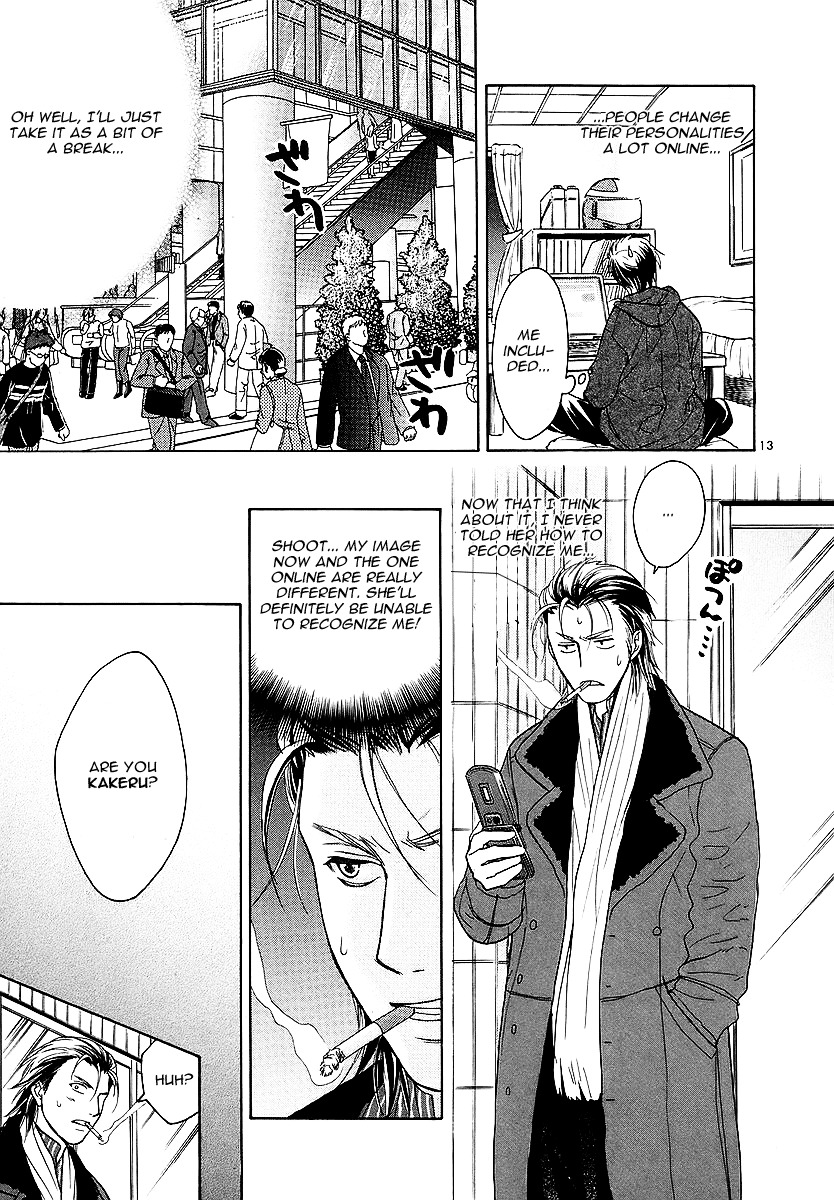 ...PEOPLE CHANGE
THEIR PERSONALITIES
A LOT ONLINE...
ME
INCLU-
DED...
13
OH WELL, I'LL JUST
TAKE IT AS A BIT OF
A BREAK...
ざわ
ざわ
...
NOW THAT I THINK
ABOUT IT, I NEVER
TOLD HER HOW TO
RECOGNIZE ME...
ぽつん…
SHOOT... MY IMAGE
NOW AND THE ONE
ONLINE ARE REALLY
DIFFERENT. SHE'LL
DEFINITELY BE UNABLE
TO RECOGNIZE ME!
ARE YOU
KAKERU?
HUH?